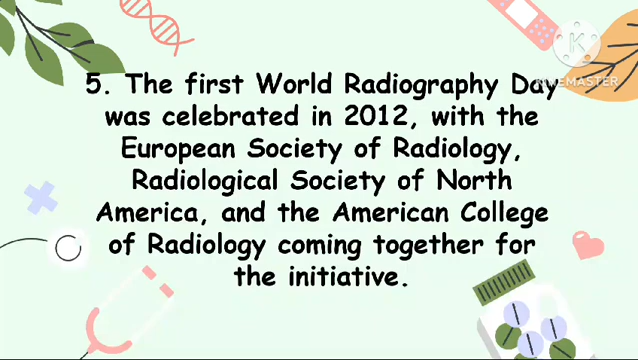 5. The first World Radiography Day
was celebrated in 2012, with the
European Society of Radiology,
Radiological Society of North
America, and the American College
of Radiology coming together for
the initiative.
K
KINEMASTER